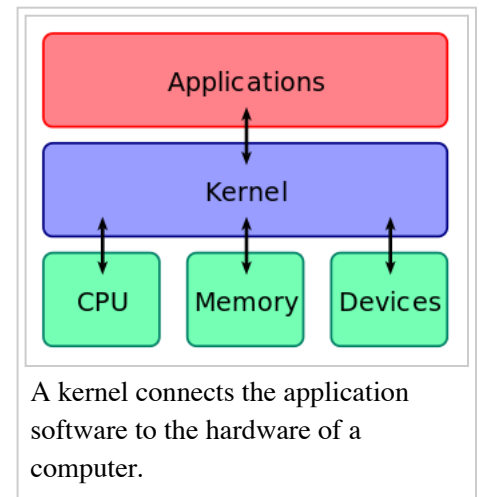 Applications
Kernel
CPU Memory Devices
A kernel connects the application
software to the hardware of a
computer.